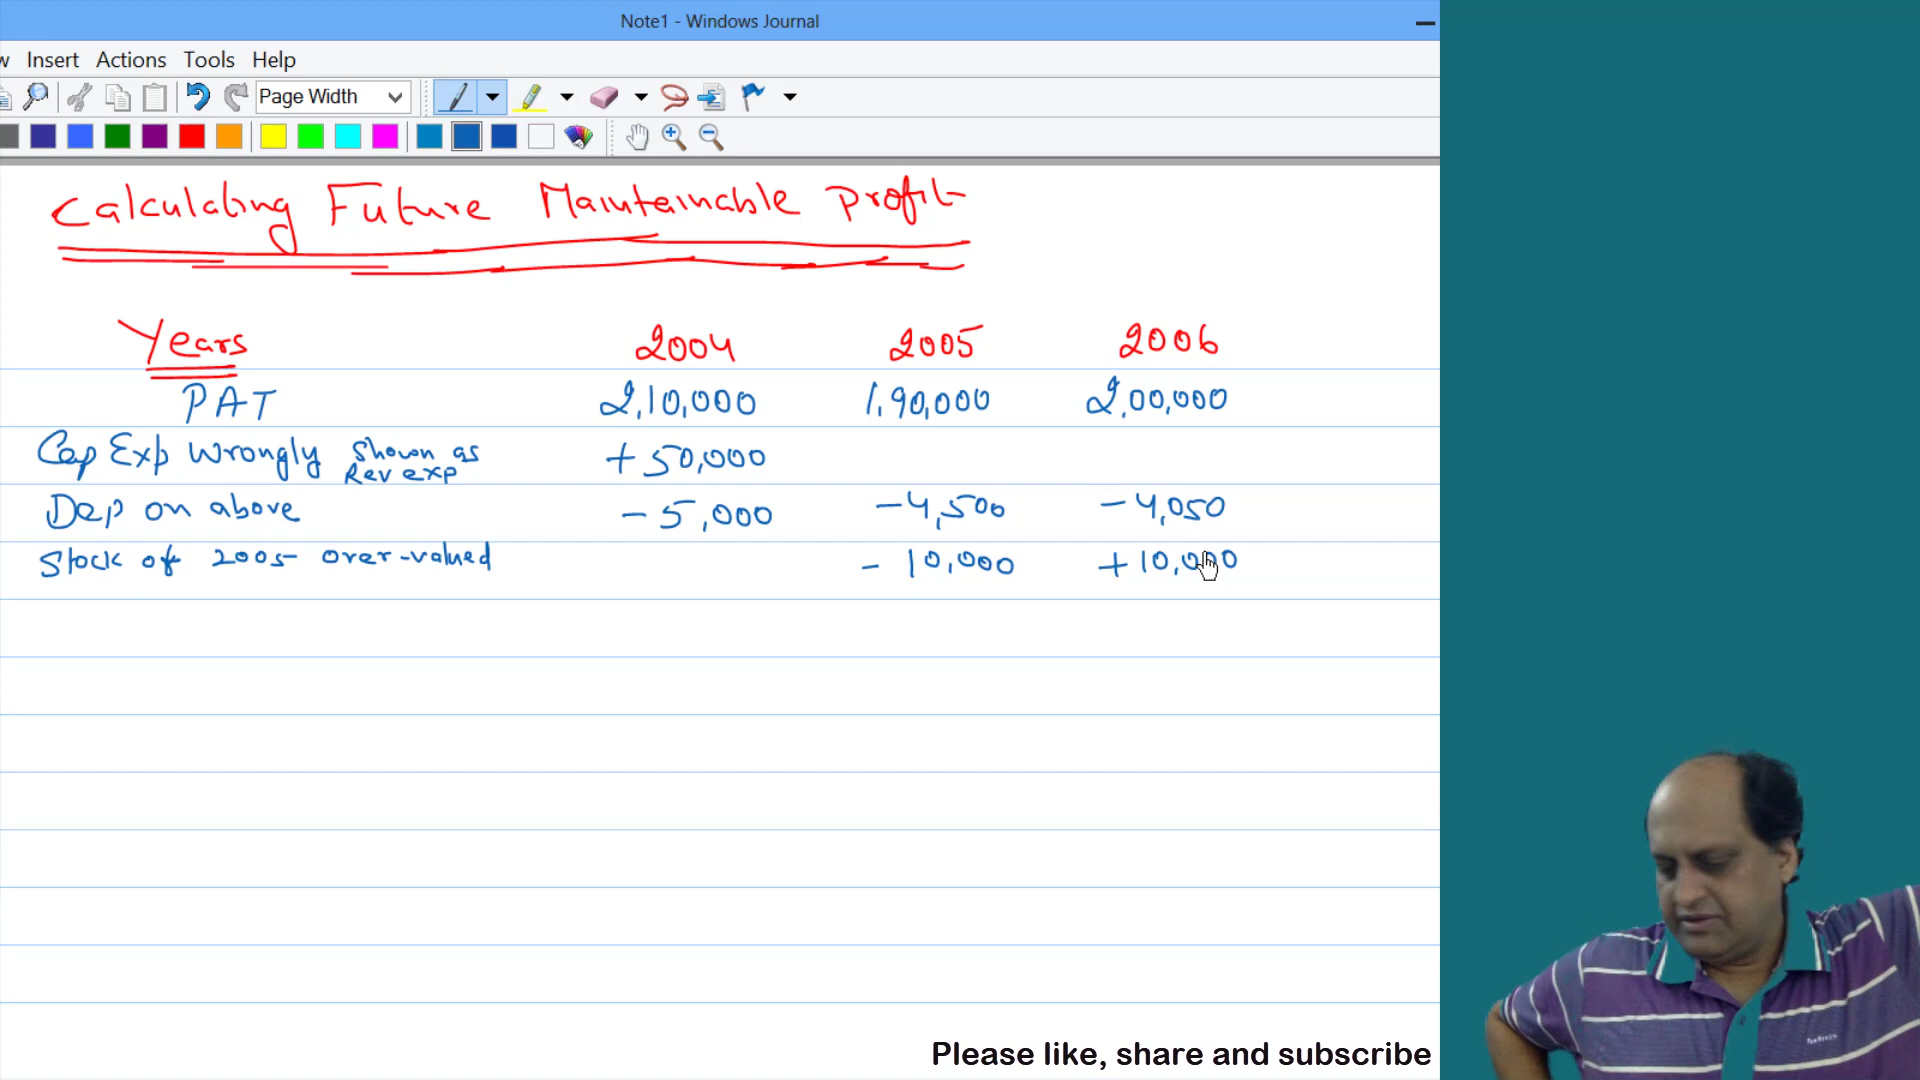 Note1 - Windows Journal
w Insert Actions Tools Help
Page Width
Calculating Future Maintainable Profit
Years 2004 2005 2006
PAT 2,10,000 1,90,000 2,00,000
Cap Exp wrongly shown as Rev exp +50,000
Dep on above -5,000 -4,500 -4,050
Stock of 2005 over-valued -10,000 +10,000
Please like, share and subscribe